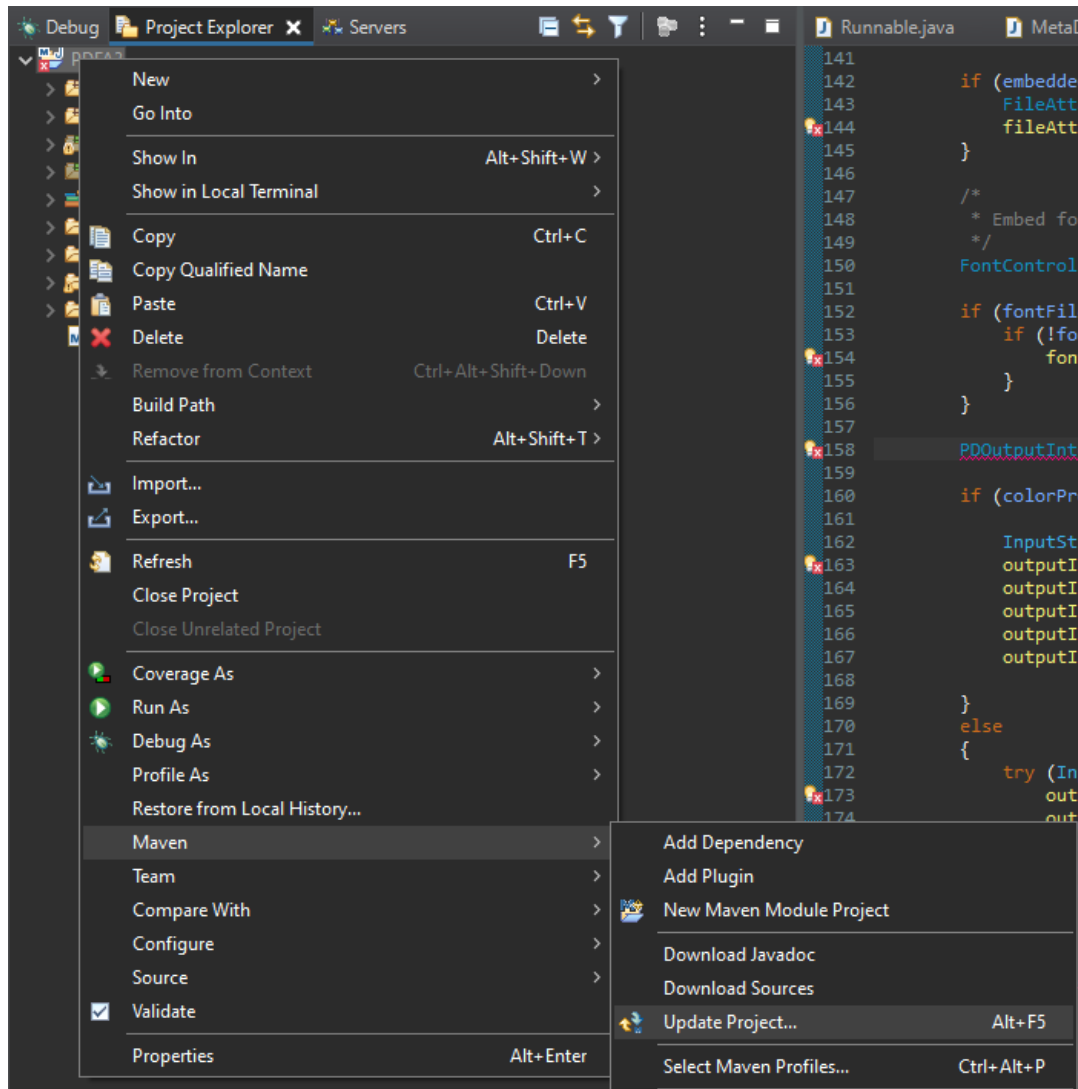 Debug Project Explorer Servers
Runnable.java
PDFA3
New
Go Into
Show In Alt+Shift+W
Show in Local Terminal
Copy Ctrl+C
Copy Qualified Name
Paste Ctrl+V
Delete Delete
Remove from Context Ctrl+Alt+Shift+Down
Build Path
Refactor Alt+Shift+T
Import...
Export...
Refresh F5
Close Project
Close Unrelated Project
Coverage As
Run As
Debug As
Profile As
Restore from Local History...
Maven
Team
Compare With
Configure
Source
Validate
Properties Alt+Enter
Add Dependency
Add Plugin
New Maven Module Project
Download Javadoc
Download Sources
Update Project... Alt+F5
Select Maven Profiles... Ctrl+Alt+P
141
142 if (embedde
143 FileAtt
144 fileAtt
145 }
146
147 /*
148 * Embed fo
149 */
150 FontControl
151
152 if (fontFil
153 if (!fo
154 fon
155 }
156 }
157
158 PDOutputInt
159
160 if (colorPr
161
162 InputSt
163 outputI
164 outputI
165 outputI
166 outputI
167 outputI
168
169 }
170 else
171 {
172 try (In
173 out
174 out